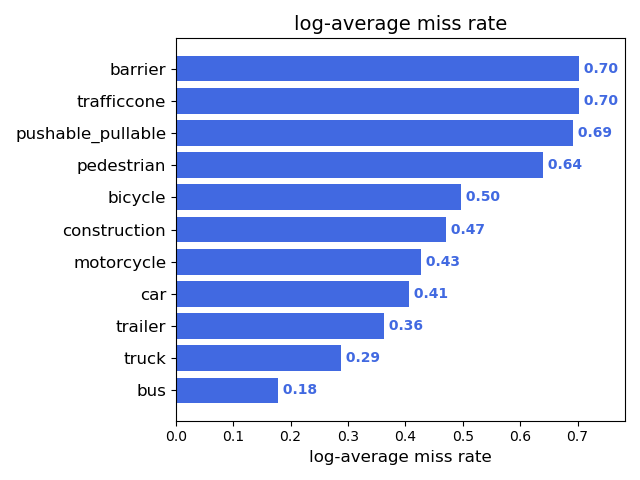 log-average miss rate
barrier 0.70
trafficcone 0.70
pushable_pullable 0.69
pedestrian 0.64
bicycle 0.50
construction 0.47
motorcycle 0.43
car 0.41
trailer 0.36
truck 0.29
bus 0.18
0.0 0.1 0.2 0.3 0.4 0.5 0.6 0.7
log-average miss rate